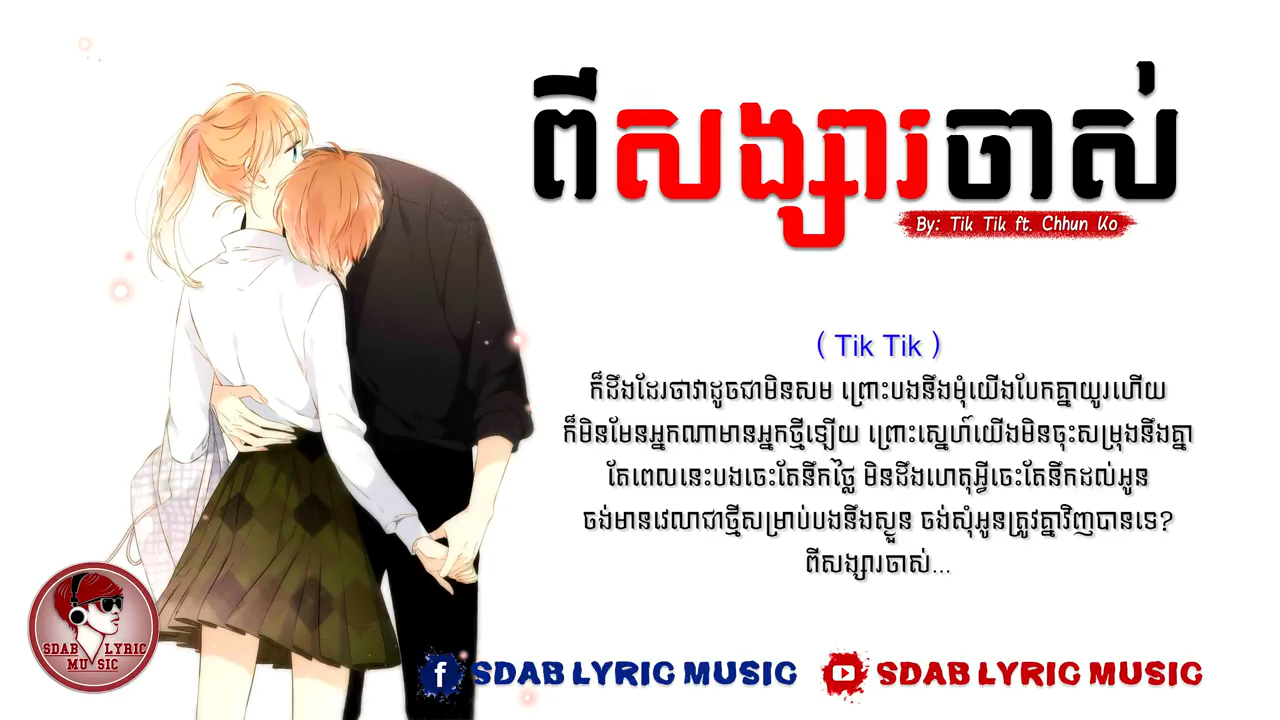 ពីសង្សារចាស់
By: Tik Tik ft. Chhun Ko
( Tik Tik )
ក៏ដឹងដែរថាវាដូចជាមិនសម ព្រោះបងនឹងមុំយើងបែកគ្នាយូរហើយ
ក៏មិនមែនអ្នកណាមានអ្នកថ្មីឡើយ ព្រោះស្នេហ៍យើងមិនចុះសម្រុងនឹងគ្នា
តែពេលនេះបងចេះតែនឹកថ្លៃ មិនដឹងហេតុអ្វីចេះតែនឹកដល់អូន
ចង់មានវេលាជាថ្មីសម្រាប់បងនឹងស្ងួន ចង់សុំអូនត្រូវគ្នាវិញបានទេ?
ពីសង្សារចាស់...
SDAB LYRIC MUSIC
SDAB LYRIC MUSIC
SDAB LYRIC MUSIC